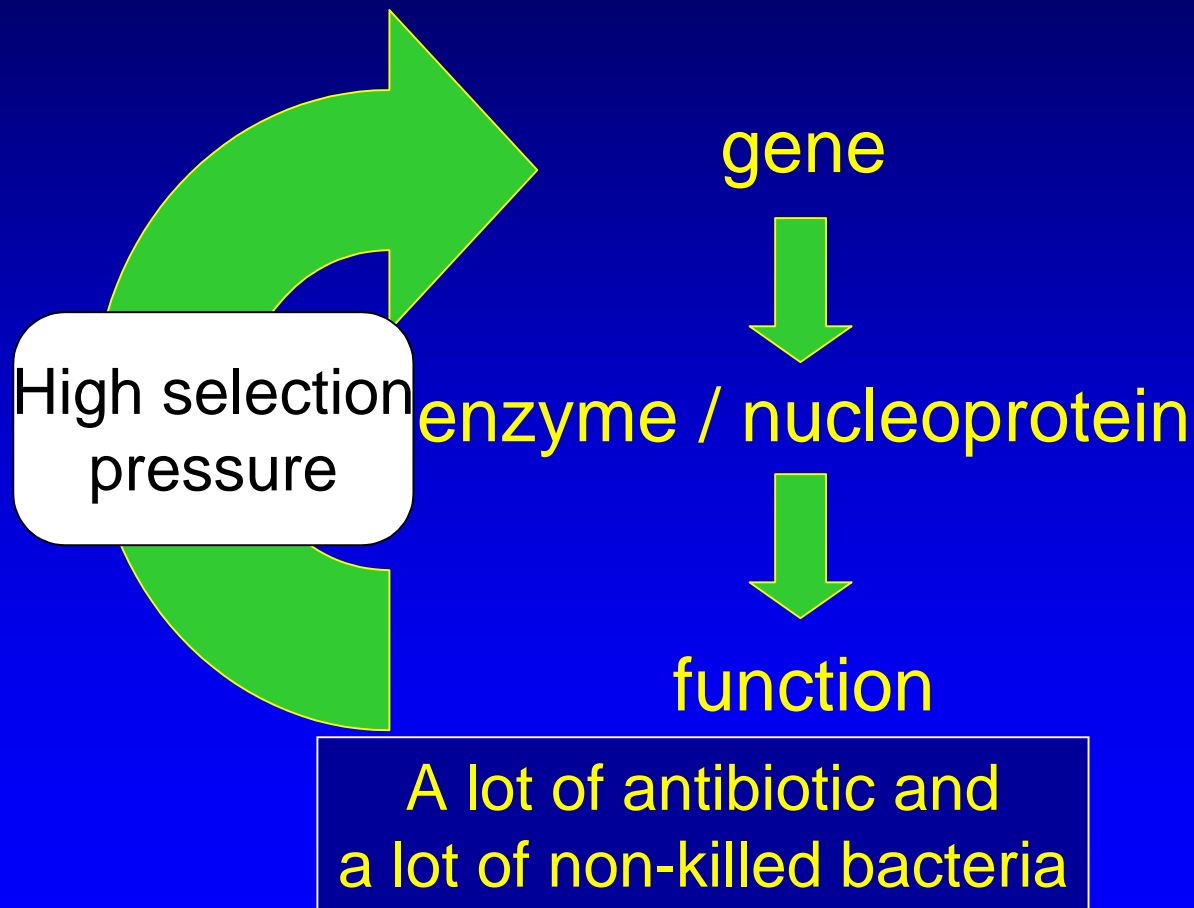 gene
High selection
pressure
enzyme / nucleoprotein
function
A lot of antibiotic and
a lot of non-killed bacteria